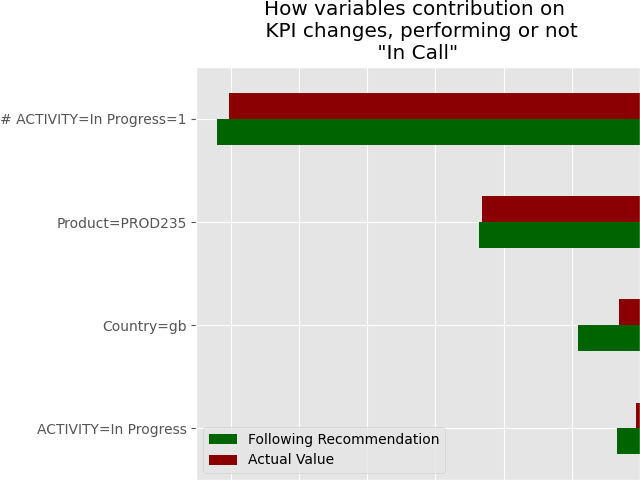 How variables contribution on
KPI changes, performing or not
"In Call"
# ACTIVITY=In Progress=1
Product=PROD235
Country=gb
ACTIVITY=In Progress
Following Recommendation
Actual Value